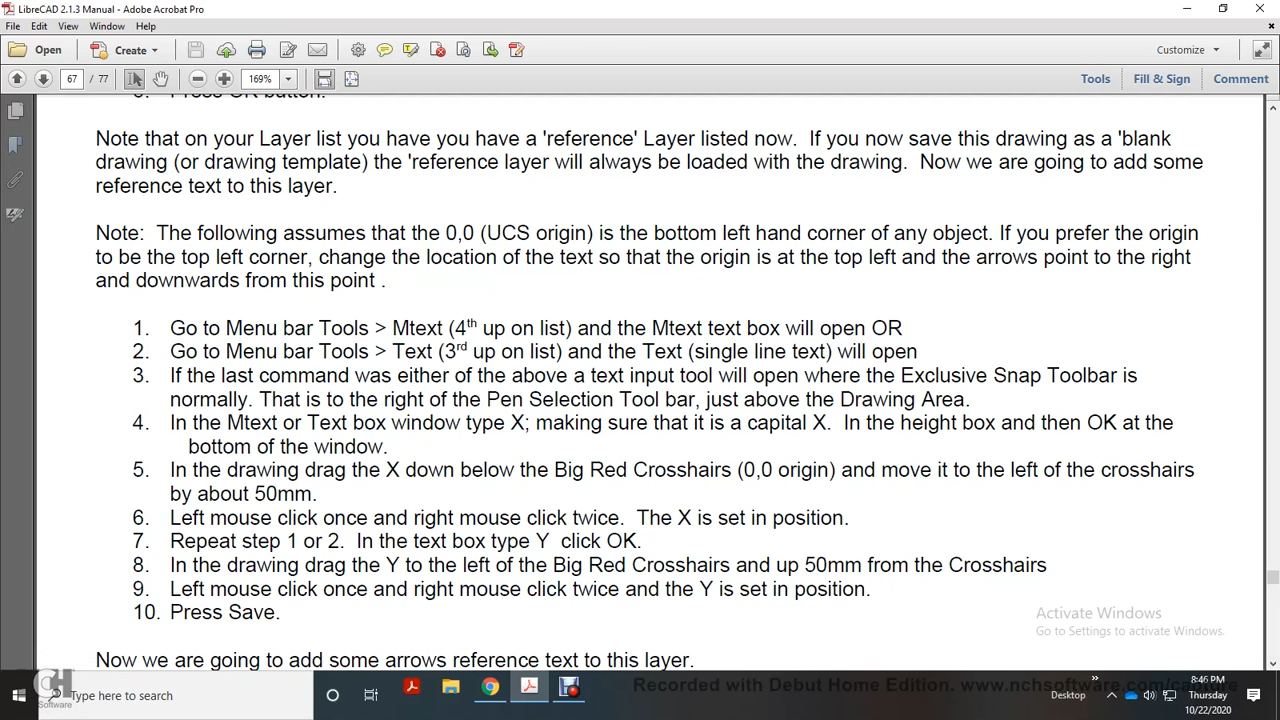 LibreCAD 2.1.3 Manual - Adobe Acrobat Pro
File Edit View Window Help
Open Create Customize
67 / 77 169% Tools Fill & Sign Comment
Press OK button.
Note that on your Layer list you have you have a 'reference' Layer listed now. If you now save this drawing as a 'blank
drawing (or drawing template) the 'reference layer will always be loaded with the drawing. Now we are going to add some
reference text to this layer.
Note: The following assumes that the 0,0 (UCS origin) is the bottom left hand corner of any object. If you prefer the origin
to be the top left corner, change the location of the text so that the origin is at the top left and the arrows point to the right
and downwards from this point .
1. Go to Menu bar Tools > Mtext (4th up on list) and the Mtext text box will open OR
2. Go to Menu bar Tools > Text (3rd up on list) and the Text (single line text) will open
3. If the last command was either of the above a text input tool will open where the Exclusive Snap Toolbar is
normally. That is to the right of the Pen Selection Tool bar, just above the Drawing Area.
4. In the Mtext or Text box window type X; making sure that it is a capital X. In the height box and then OK at the
bottom of the window.
5. In the drawing drag the X down below the Big Red Crosshairs (0,0 origin) and move it to the left of the crosshairs
by about 50mm.
6. Left mouse click once and right mouse click twice. The X is set in position.
7. Repeat step 1 or 2. In the text box type Y click OK.
8. In the drawing drag the Y to the left of the Big Red Crosshairs and up 50mm from the Crosshairs
9. Left mouse click once and right mouse click twice and the Y is set in position.
10. Press Save.
Activate Windows
Go to Settings to activate Windows.
Now we are going to add some arrows reference text to this layer.
Recorded with Debut Home Edition. www.nchsoftware.com/capture
CH Software
Type here to search
Desktop
8:46 PM
Thursday
10/22/2020